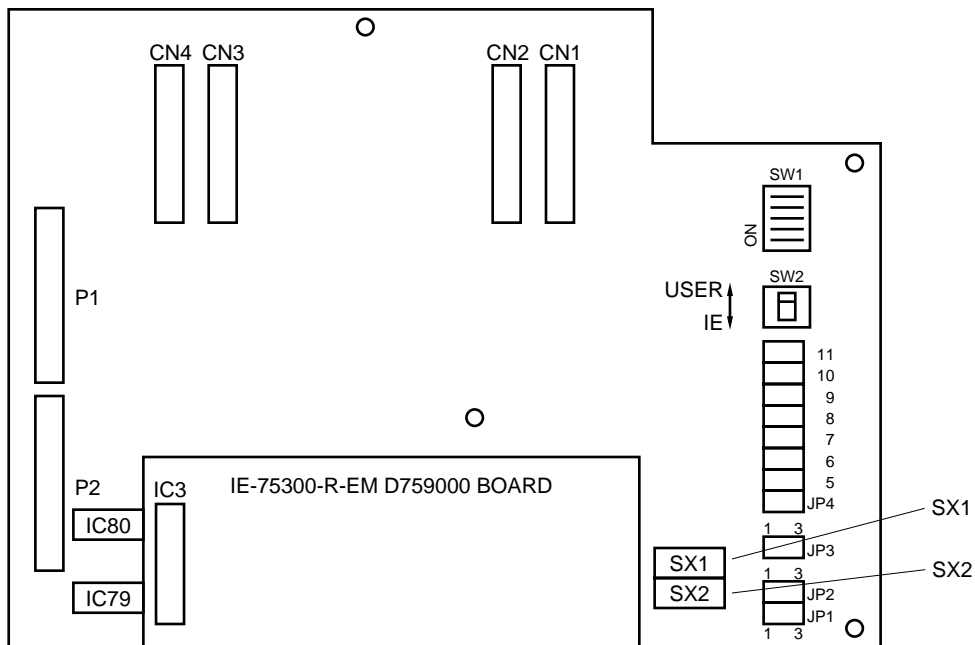 CN4 CN3 CN2 CN1
SW1
ON
SW2
USER
IE
P1
11
10
9
8
7
6
5
JP4
P2
IC3
IE-75300-R-EM D759000 BOARD
IC80
IC79
SX1
SX2
SX1
SX2
1 3
JP3
1 3
JP2
JP1
1 3